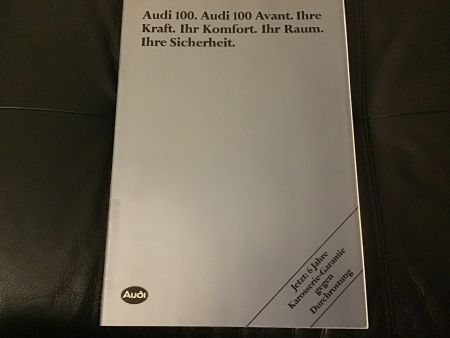 Audi 100. Audi 100 Avant. Ihre
Kraft. Ihr Komfort. Ihr Raum.
Ihre Sicherheit.
Jetzt: 6 Jahre
Karosserie-Garantie
gegen
Durchrostung
Audi